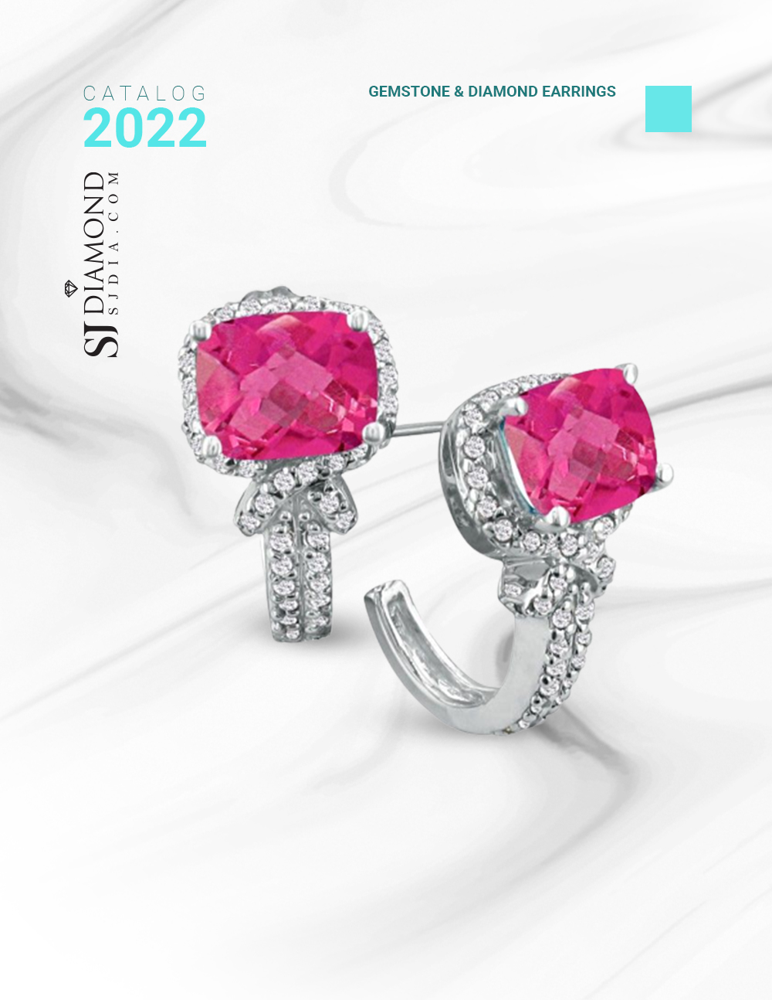 CATALOG
2022
GEMSTONE & DIAMOND EARRINGS
SJ DIAMOND
SJDIA.COM